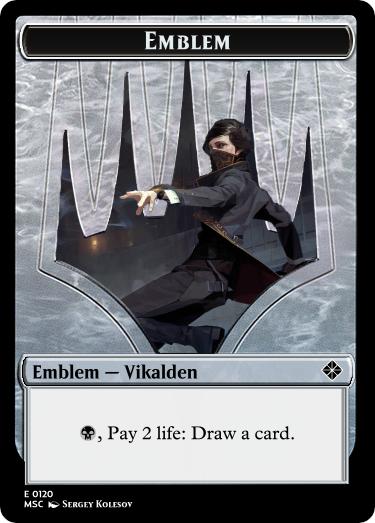 EMBLEM
Emblem — Vikalden
, Pay 2 life: Draw a card.
E 0120
MSC SERGEY KOLESOV